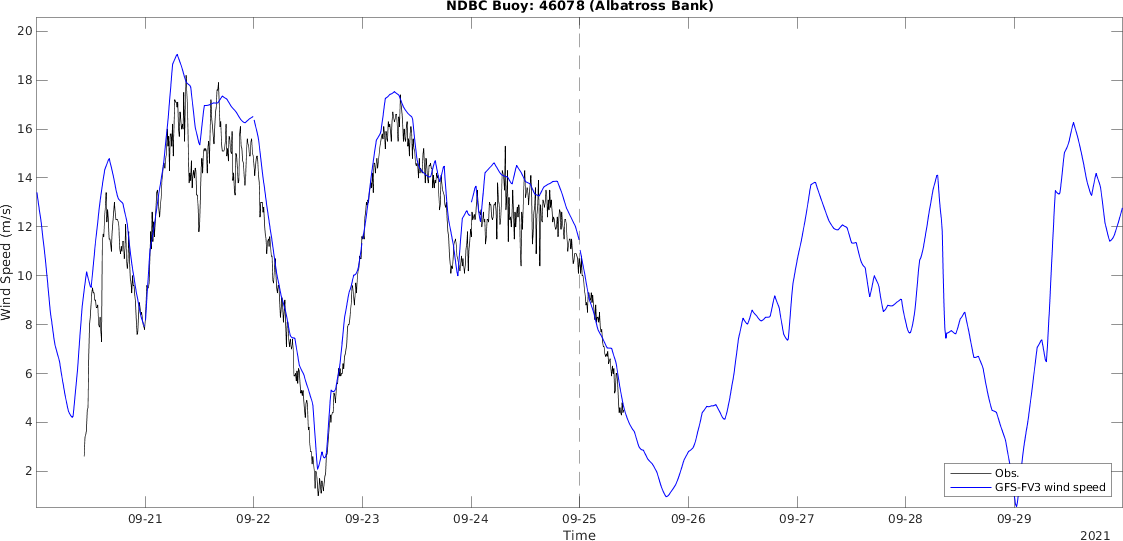 NDBC Buoy: 46078 (Albatross Bank)
20
18
16
14
12
10
8
6
4
2
Wind Speed (m/s)
09-21 09-22 09-23 09-24 09-25 09-26 09-27 09-28 09-29
Time
2021
Obs.
GFS-FV3 wind speed